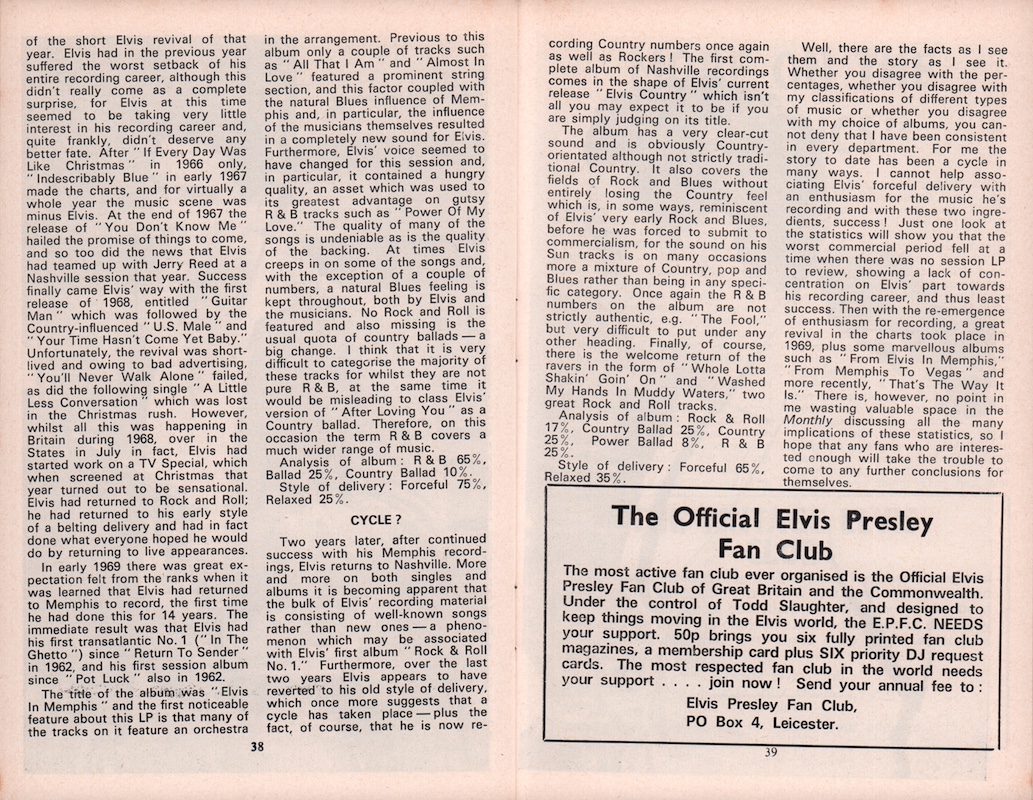 of the short Elvis revival of that
year. Elvis had in the previous year
suffered the worst setback of his
entire recording career, although this
didn't really come as a complete
surprise, for Elvis at this time
seemed to be taking very little
interest in his recording career and,
quite frankly, didn't deserve any
better fate. After "If Every Day Was
Like Christmas" in 1966 only,
"Indescribably Blue" in early 1967
made the charts, and for virtually a
whole year the music scene was
minus Elvis. At the end of 1967 the
release of "You Don't Know Me"
hailed the promise of things to come,
and so too did the news that Elvis
had teamed up with Jerry Reed at a
Nashville session that year. Success
finally came Elvis' way with the first
release of 1968, entitled "Guitar
Man" which was followed by the
Country-influenced "U.S. Male" and
"Your Time Hasn't Come Yet Baby."
Unfortunately, the revival was short-
lived and owing to bad advertising,
"You'll Never Walk Alone" failed,
as did the following single "A Little
Less Conversation" which was lost
in the Christmas rush. However,
whilst all this was happening in
Britain during 1968, over in the
States in July in fact, Elvis had
started work on a TV Special, which
when screened at Christmas that
year turned out to be sensational.
Elvis had returned to Rock and Roll;
he had returned to his early style
of a belting delivery and had in fact
done what everyone hoped he would
do by returning to live appearances.
In early 1969 there was great ex-
pectation felt from the ranks when it
was learned that Elvis had returned
to Memphis to record, the first time
he had done this for 14 years. The
immediate result was that Elvis had
his first transatlantic No. 1 ("In The
Ghetto") since "Return To Sender"
in 1962, and his first session album
since "Pot Luck" also in 1962.
The title of the album was "Elvis
In Memphis" and the first noticeable
feature about this LP is that many of
the tracks on it feature an orchestra
in the arrangement. Previous to this
album only a couple of tracks such
as "All That I Am" and "Almost In
Love" featured a prominent string
section, and this factor coupled with
the natural Blues influence of Mem-
phis and, in particular, the influence
of the musicians themselves resulted
in a completely new sound for Elvis.
Furthermore, Elvis' voice seemed to
have changed for this session and,
in particular, it contained a hungry
quality, an asset which was used to
its greatest advantage on gutsy
R & B tracks such as "Power Of My
Love." The quality of many of the
songs is undeniable as is the quality
of the backing. At times Elvis
creeps in on some of the songs and,
with the exception of a couple of
numbers, a natural Blues feeling is
kept throughout, both by Elvis and
the musicians. No Rock and Roll is
featured and also missing is the
usual quota of country ballads — a
big change. I think that it is very
difficult to categorise the majority of
these tracks for whilst they are not
pure R & B, at the same time it
would be misleading to class Elvis'
version of "After Loving You" as a
Country ballad. Therefore, on this
occasion the term R & B covers a
much wider range of music.
Analysis of album: R & B 65%,
Ballad 25%, Country Ballad 10%.
Style of delivery: Forceful 75%,
Relaxed 25%.
CYCLE?
Two years later, after continued
success with his Memphis record-
ings, Elvis returns to Nashville. More
and more on both singles and
albums it is becoming apparent that
the bulk of Elvis' recording material
is consisting of well-known songs
rather than new ones — a pheno-
menon which may be associated
with Elvis' first album "Rock & Roll
No. 1." Furthermore, over the last
two years Elvis appears to have
reverted to his old style of delivery,
which once more suggests that a
cycle has taken place — plus the
fact, of course, that he is now re-
38
cording Country numbers once again
as well as Rockers! The first com-
plete album of Nashville recordings
comes in the shape of Elvis' current
release "Elvis Country" which isn't
all you may expect it to be if you
are simply judging on its title.
The album has a very clear-cut
sound and is obviously Country-
orientated although not strictly tradi-
tional Country. It also covers the
fields of Rock and Blues without
entirely losing the Country feel
which is, in some ways, reminiscent
of Elvis' very early Rock and Blues,
before he was forced to submit to
commercialism, for the sound on his
Sun tracks is on many occasions
more a mixture of Country, pop and
Blues rather than being in any speci-
fic category. Once again the R & B
numbers on the album are not
strictly authentic, e.g. "The Fool,"
but very difficult to put under any
other heading. Finally, of course,
there is the welcome return of the
ravers in the form of "Whole Lotta
Shakin' Goin' On" and "Washed
My Hands In Muddy Waters," two
great Rock and Roll tracks.
Analysis of album: Rock & Roll
17%, Country Ballad 25%, Country
25%, Power Ballad 8%, R & B
25%.
Style of delivery: Forceful 65%,
Relaxed 35%.
Well, there are the facts as I see
them and the story as I see it.
Whether you disagree with the per-
centages, whether you disagree with
my classifications of different types
of music or whether you disagree
with my choice of albums, you can-
not deny that I have been consistent
in every department. For me the
story to date has been a cycle in
many ways. I cannot help asso-
ciating Elvis' forceful delivery with
an enthusiasm for the music he's
recording and with these two ingre-
dients, success! Just one look at
the statistics will show you that the
worst commercial period fell at a
time when there was no session LP
to review, showing a lack of con-
centration on Elvis' part towards
his recording career, and thus least
success. Then with the re-emergence
of enthusiasm for recording, a great
revival in the charts took place in
1969, plus some marvellous albums
such as "From Elvis In Memphis,"
"From Memphis To Vegas" and
more recently, "That's The Way It
Is." There is, however, no point in
me wasting valuable space in the
Monthly discussing all the many
implications of these statistics, so I
hope that any fans who are interes-
ted enough will take the trouble to
come to any further conclusions for
themselves.
The Official Elvis Presley
Fan Club
The most active fan club ever organised is the Official Elvis
Presley Fan Club of Great Britain and the Commonwealth.
Under the control of Todd Slaughter, and designed to
keep things moving in the Elvis world, the E.P.F.C. NEEDS
your support. 50p brings you six fully printed fan club
magazines, a membership card plus SIX priority DJ request
cards. The most respected fan club in the world needs
your support . . . . join now! Send your annual fee to:
Elvis Presley Fan Club,
PO Box 4, Leicester.
39